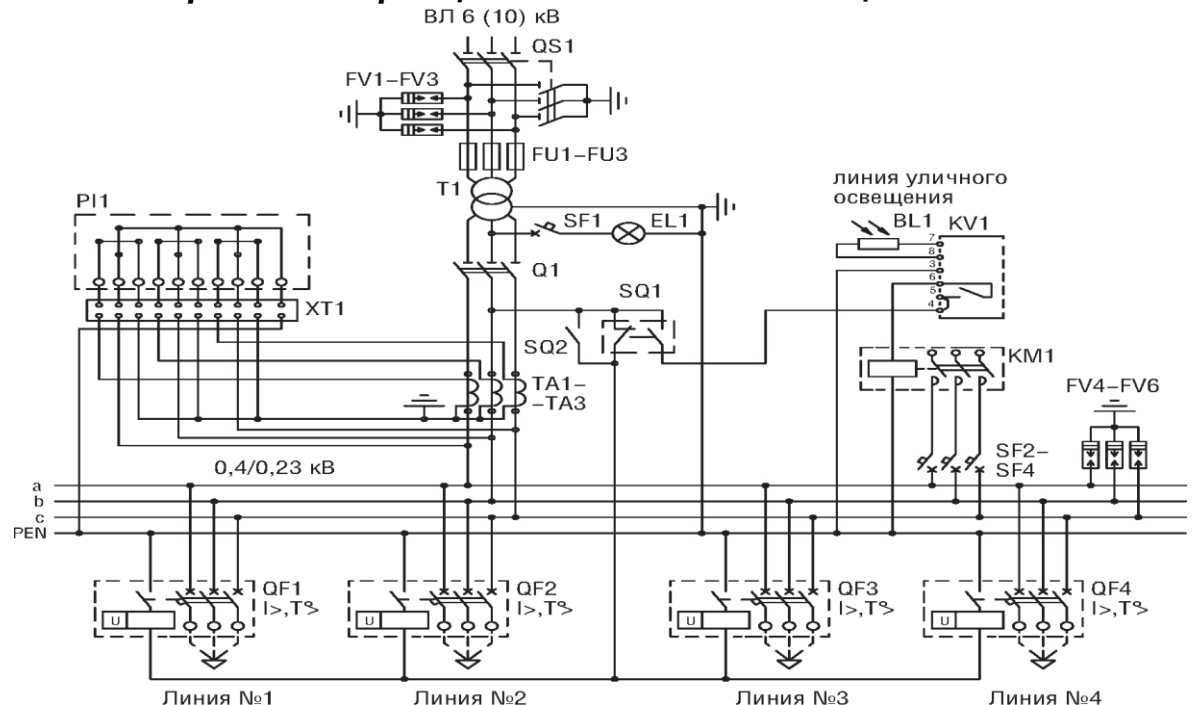 ВЛ 6 (10) кВ
QS1
FV1–FV3
FU1–FU3
T1
PI1
SF1
EL1
линия уличного
освещения
BL1
KV1
7
8
3
6
5
4
Q1
XT1
SQ1
SQ2
KM1
TA1–
–TA3
FV4–FV6
SF2–
SF4
0,4/0,23 кВ
a
b
c
PEN
QF1
I>,T°>
U
QF2
I>,T°>
U
QF3
I>,T°>
U
QF4
I>,T°>
U
Линия №1
Линия №2
Линия №3
Линия №4